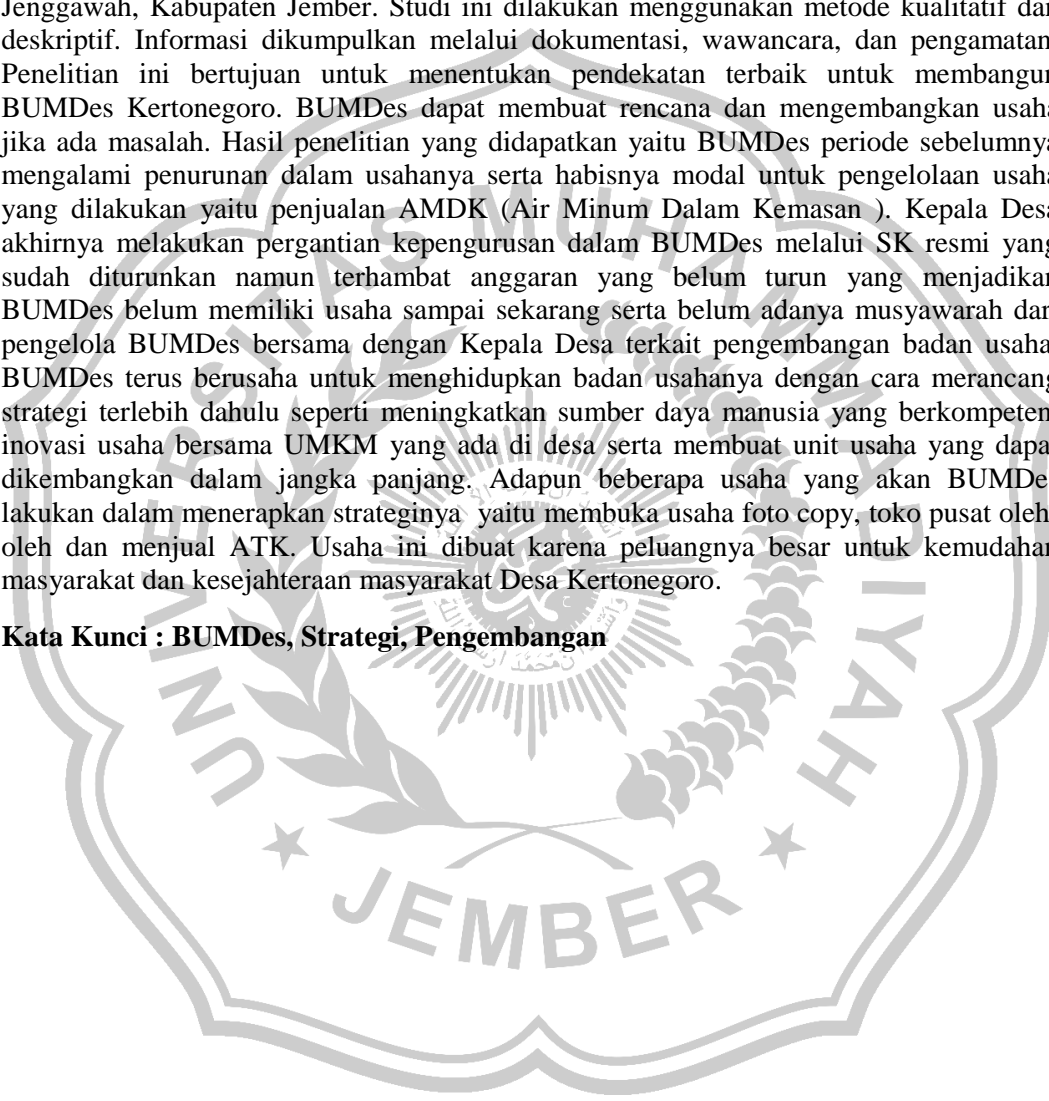 Jenggawah, Kabupaten Jember. Studi ini dilakukan menggunakan metode kualitatif dan
deskriptif. Informasi dikumpulkan melalui dokumentasi, wawancara, dan pengamatan
Penelitian ini bertujuan untuk menentukan pendekatan terbaik untuk membangun
BUMDes Kertonegoro. BUMDes dapat membuat rencana dan mengembangkan usaha
jika ada masalah. Hasil penelitian yang didapatkan yaitu BUMDes periode sebelumnya
mengalami penurunan dalam usahanya serta habisnya modal untuk pengelolaan usaha
yang dilakukan yaitu penjualan AMDK (Air Minum Dalam Kemasan ). Kepala Desa
akhirnya melakukan pergantian kepengurusan dalam BUMDes melalui SK resmi yang
sudah diturunkan namun terhambat anggaran yang belum turun yang menjadikan
BUMDes belum memiliki usaha sampai sekarang serta belum adanya musyawarah dan
pengelola BUMDes bersama dengan Kepala Desa terkait pengembangan badan usaha
BUMDes terus berusaha untuk menghidupkan badan usahanya dengan cara merancang
strategi terlebih dahulu seperti meningkatkan sumber daya manusia yang berkompeten
inovasi usaha bersama UMKM yang ada di desa serta membuat unit usaha yang dapa
dikembangkan dalam jangka panjang. Adapun beberapa usaha yang akan BUMDe
lakukan dalam menerapkan strateginya yaitu membuka usaha foto copy, toko pusat oleh
oleh dan menjual ATK. Usaha ini dibuat karena peluangnya besar untuk kemudahan
masyarakat dan kesejahteraan masyarakat Desa Kertonegoro.
Kata Kunci : BUMDes, Strategi, Pengembangan
UNIVERSITAS MUHAMMADIYAH
JEMBER